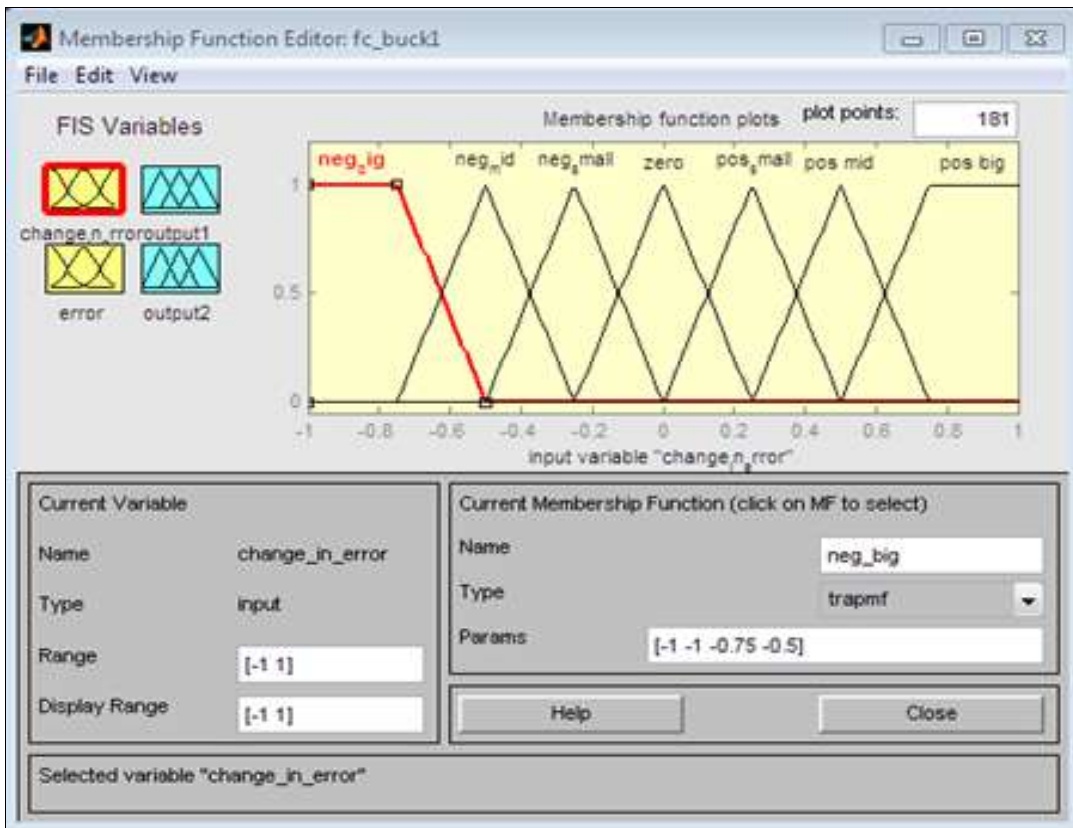 Membership Function Editor: fc_buck1
File Edit View
FIS Variables
Membership function plots plot points: 181
change_in_error output1
error output2
neg_big neg_mid neg_small zero pos_small pos mid pos big
1
0.5
0
-1 -0.8 -0.6 -0.4 -0.2 0 0.2 0.4 0.6 0.8 1
input variable "change_in_error"
Current Variable
Name change_in_error
Type input
Range [-1 1]
Display Range [-1 1]
Current Membership Function (click on MF to select)
Name neg_big
Type trapmf
Params [-1 -1 -0.75 -0.5]
Help Close
Selected variable "change_in_error"